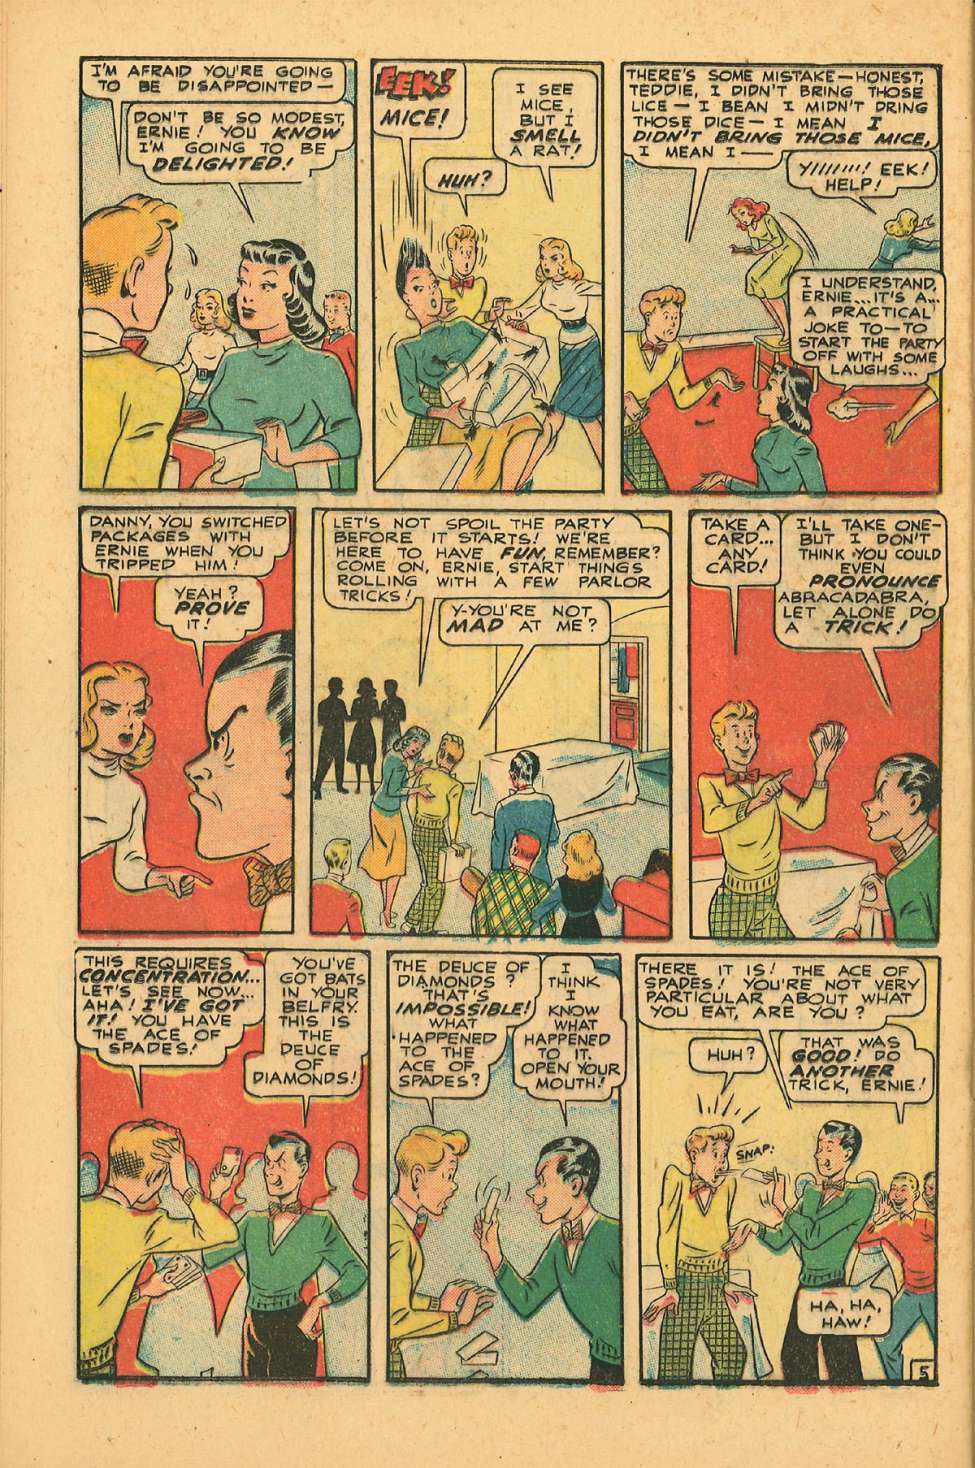 I'M AFRAID YOU'RE GOING
TO BE DISAPPOINTED—
DON'T BE SO MODEST,
ERNIE! YOU KNOW
I'M GOING TO BE
DELIGHTED!
EEK!
MICE!
HUH?
I SEE
MICE,
BUT I
SMELL
A RAT!
THERE'S SOME MISTAKE—HONEST,
TEDDIE, I DIDN'T BRING THOSE
LICE — I BEAN I MIDN'T DRING
THOSE DICE — I MEAN I
DIDN'T BRING THOSE MICE,
I MEAN I —
YIIIIIII! EEK!
HELP!
I UNDERSTAND,
ERNIE...IT'S A...
A PRACTICAL
JOKE TO—TO
START THE PARTY
OFF WITH SOME
LAUGHS...
DANNY, YOU SWITCHED
PACKAGES WITH
ERNIE WHEN YOU
TRIPPED HIM!
YEAH?
PROVE
IT!
LET'S NOT SPOIL THE PARTY
BEFORE IT STARTS! WE'RE
HERE TO HAVE FUN, REMEMBER?
COME ON, ERNIE, START THINGS
ROLLING WITH A FEW PARLOR
TRICKS!
Y-YOU'RE NOT
MAD AT ME?
TAKE A
CARD...
ANY
CARD!
I'LL TAKE ONE-
BUT I DON'T
THINK YOU COULD
EVEN
PRONOUNCE
ABRACADABRA,
LET ALONE DO
A TRICK!
THIS REQUIRES
CONCENTRATION...
LET'S SEE NOW...
AHA! I'VE GOT
IT! YOU HAVE
THE ACE OF
SPADES!
YOU'VE
GOT BATS
IN YOUR
BELFRY.
THIS IS
THE
DEUCE
OF
DIAMONDS!
THE DEUCE OF
DIAMONDS?
THAT'S
IMPOSSIBLE!
WHAT
HAPPENED
TO THE
ACE OF
SPADES?
I
THINK
I
KNOW
WHAT
HAPPENED
TO IT.
OPEN YOUR
MOUTH!
THERE IT IS! THE ACE OF
SPADES! YOU'RE NOT VERY
PARTICULAR ABOUT WHAT
YOU EAT, ARE YOU?
HUH?
THAT WAS
GOOD! DO
ANOTHER
TRICK, ERNIE!
SNAP!
HA, HA,
HAW!
5